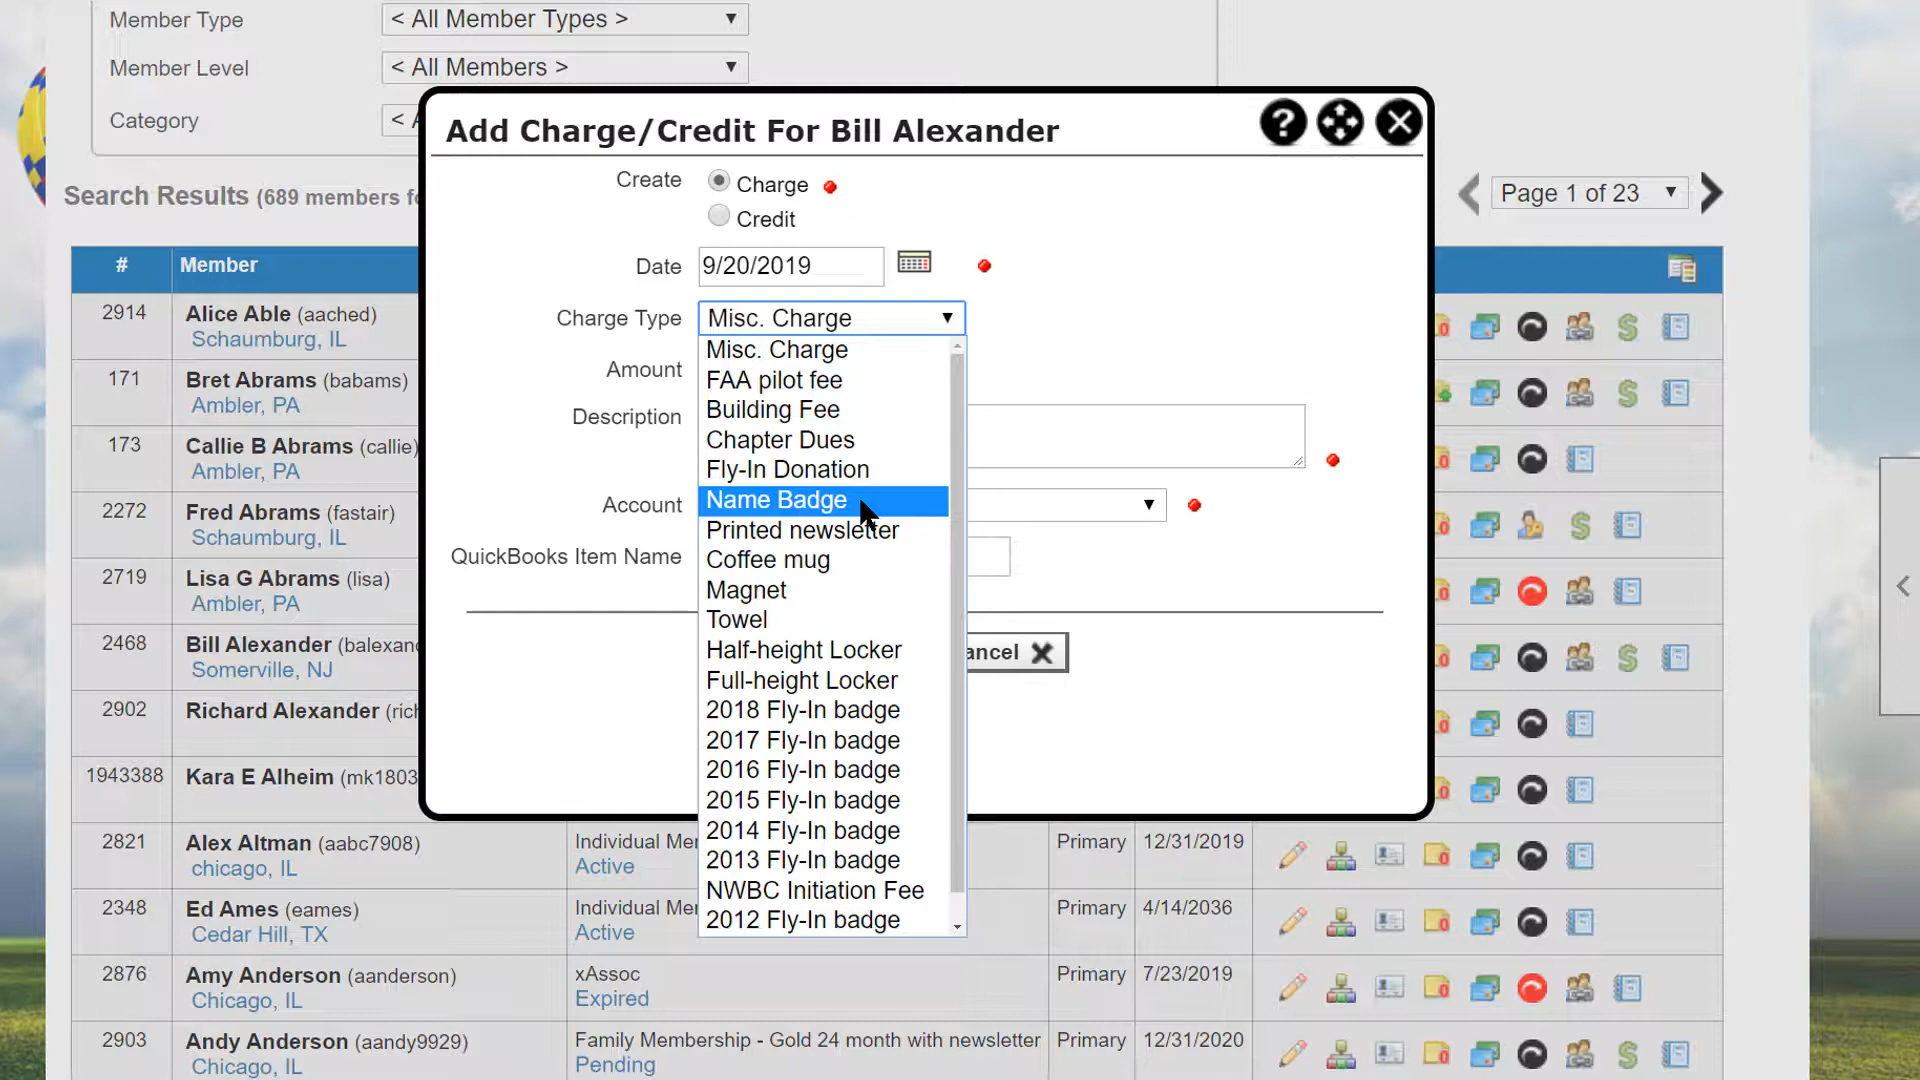 Member Type < All Member Types >
Member Level < All Members >
Category <
Add Charge/Credit For Bill Alexander
Create Charge
Credit
Date 9/20/2019
Charge Type Misc. Charge
Misc. Charge
FAA pilot fee
Building Fee
Chapter Dues
Fly-In Donation
Name Badge
Printed newsletter
Coffee mug
Magnet
Towel
Half-height Locker
Full-height Locker
2018 Fly-In badge
2017 Fly-In badge
2016 Fly-In badge
2015 Fly-In badge
2014 Fly-In badge
2013 Fly-In badge
NWBC Initiation Fee
2012 Fly-In badge
Amount
Description
Account
QuickBooks Item Name
ancel
Search Results (689 members fo
Page 1 of 23
# Member
2914 Alice Able (aached)
Schaumburg, IL
171 Bret Abrams (babams)
Ambler, PA
173 Callie B Abrams (callie)
Ambler, PA
2272 Fred Abrams (fastair)
Schaumburg, IL
2719 Lisa G Abrams (lisa)
Ambler, PA
2468 Bill Alexander (balexand
Somerville, NJ
2902 Richard Alexander (rich
1943388 Kara E Alheim (mk1803
2821 Alex Altman (aabc7908) Individual Mem Primary 12/31/2019
chicago, IL Active
2348 Ed Ames (eames) Individual Mem Primary 4/14/2036
Cedar Hill, TX Active
2876 Amy Anderson (aanderson) xAssoc Primary 7/23/2019
Chicago, IL Expired
2903 Andy Anderson (aandy9929) Family Membership - Gold 24 month with newsletter Primary 12/31/2020
Chicago, IL Pending